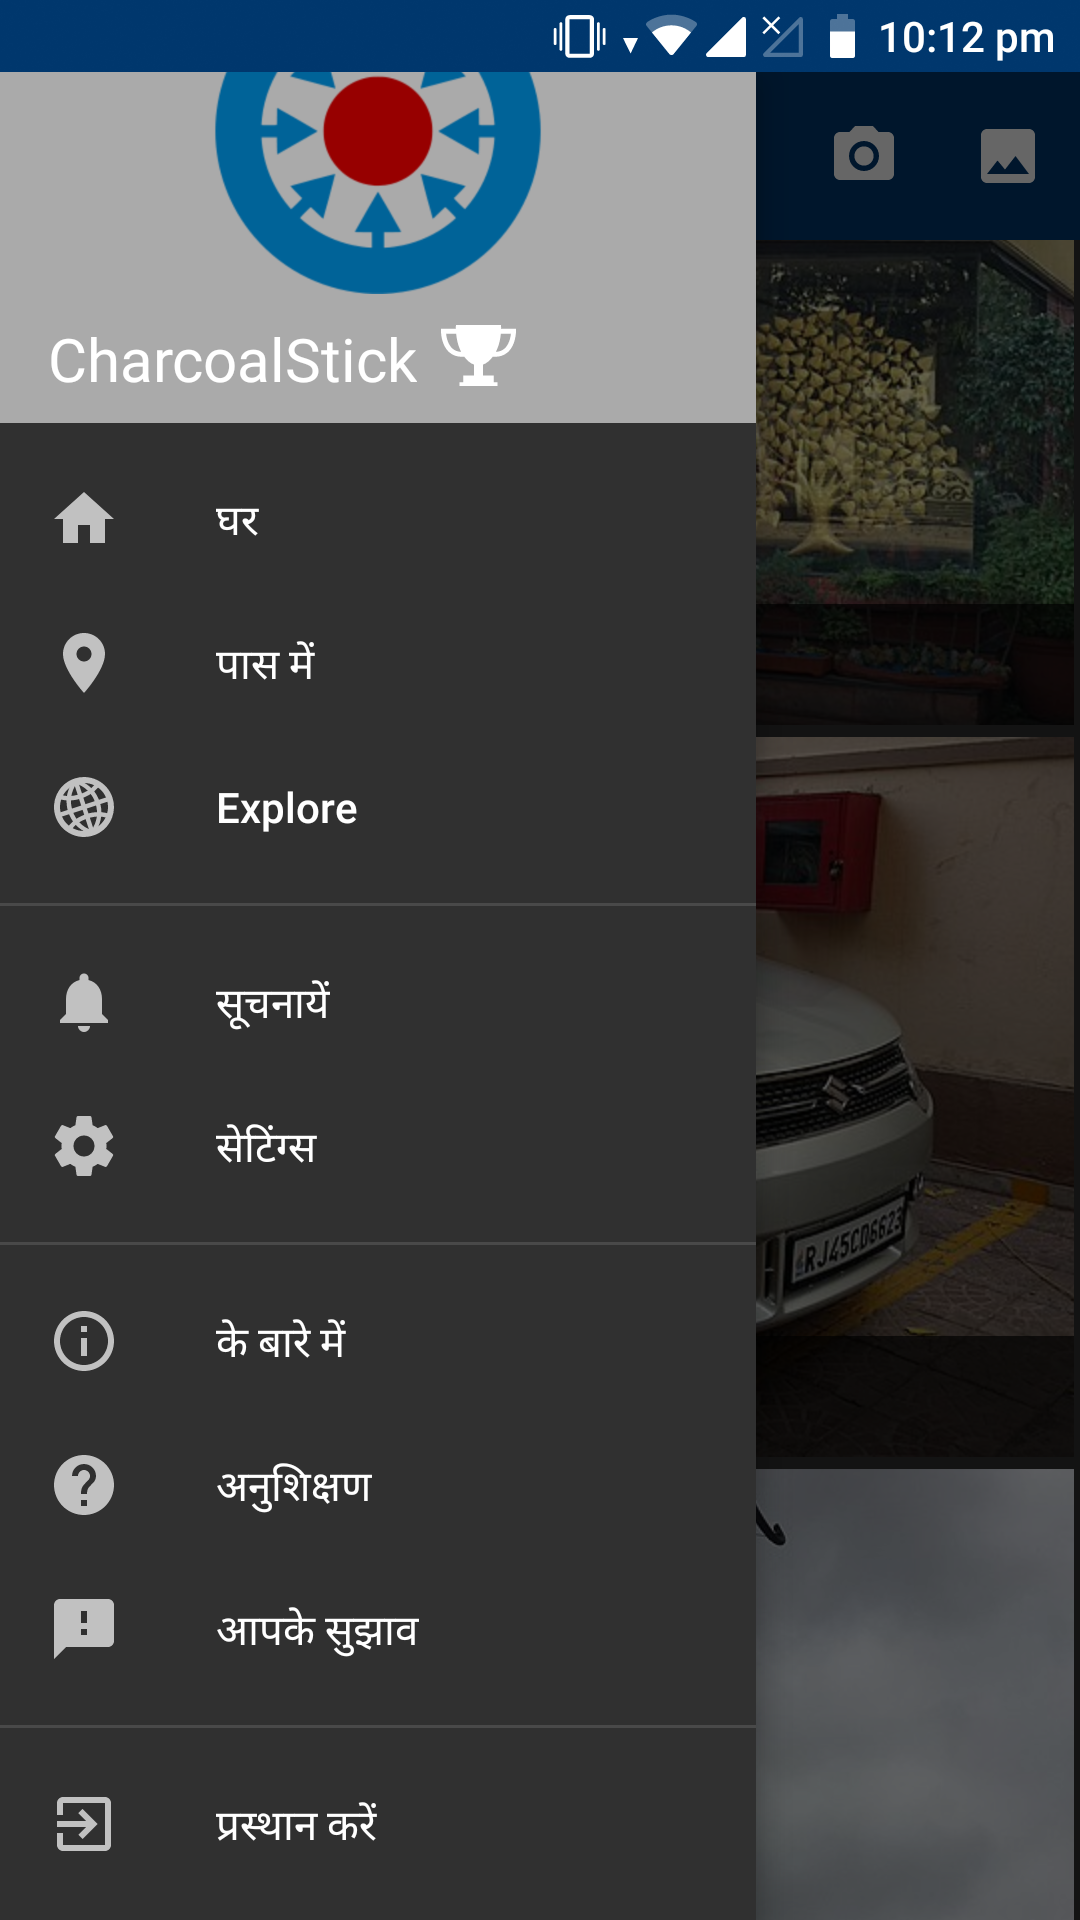 10:12 pm
CharcoalStick
घर
पास में
Explore
सूचनायें
सेटिंग्स
RJ45CD6623
के बारे में
अनुशिक्षण
आपके सुझाव
प्रस्थान करें